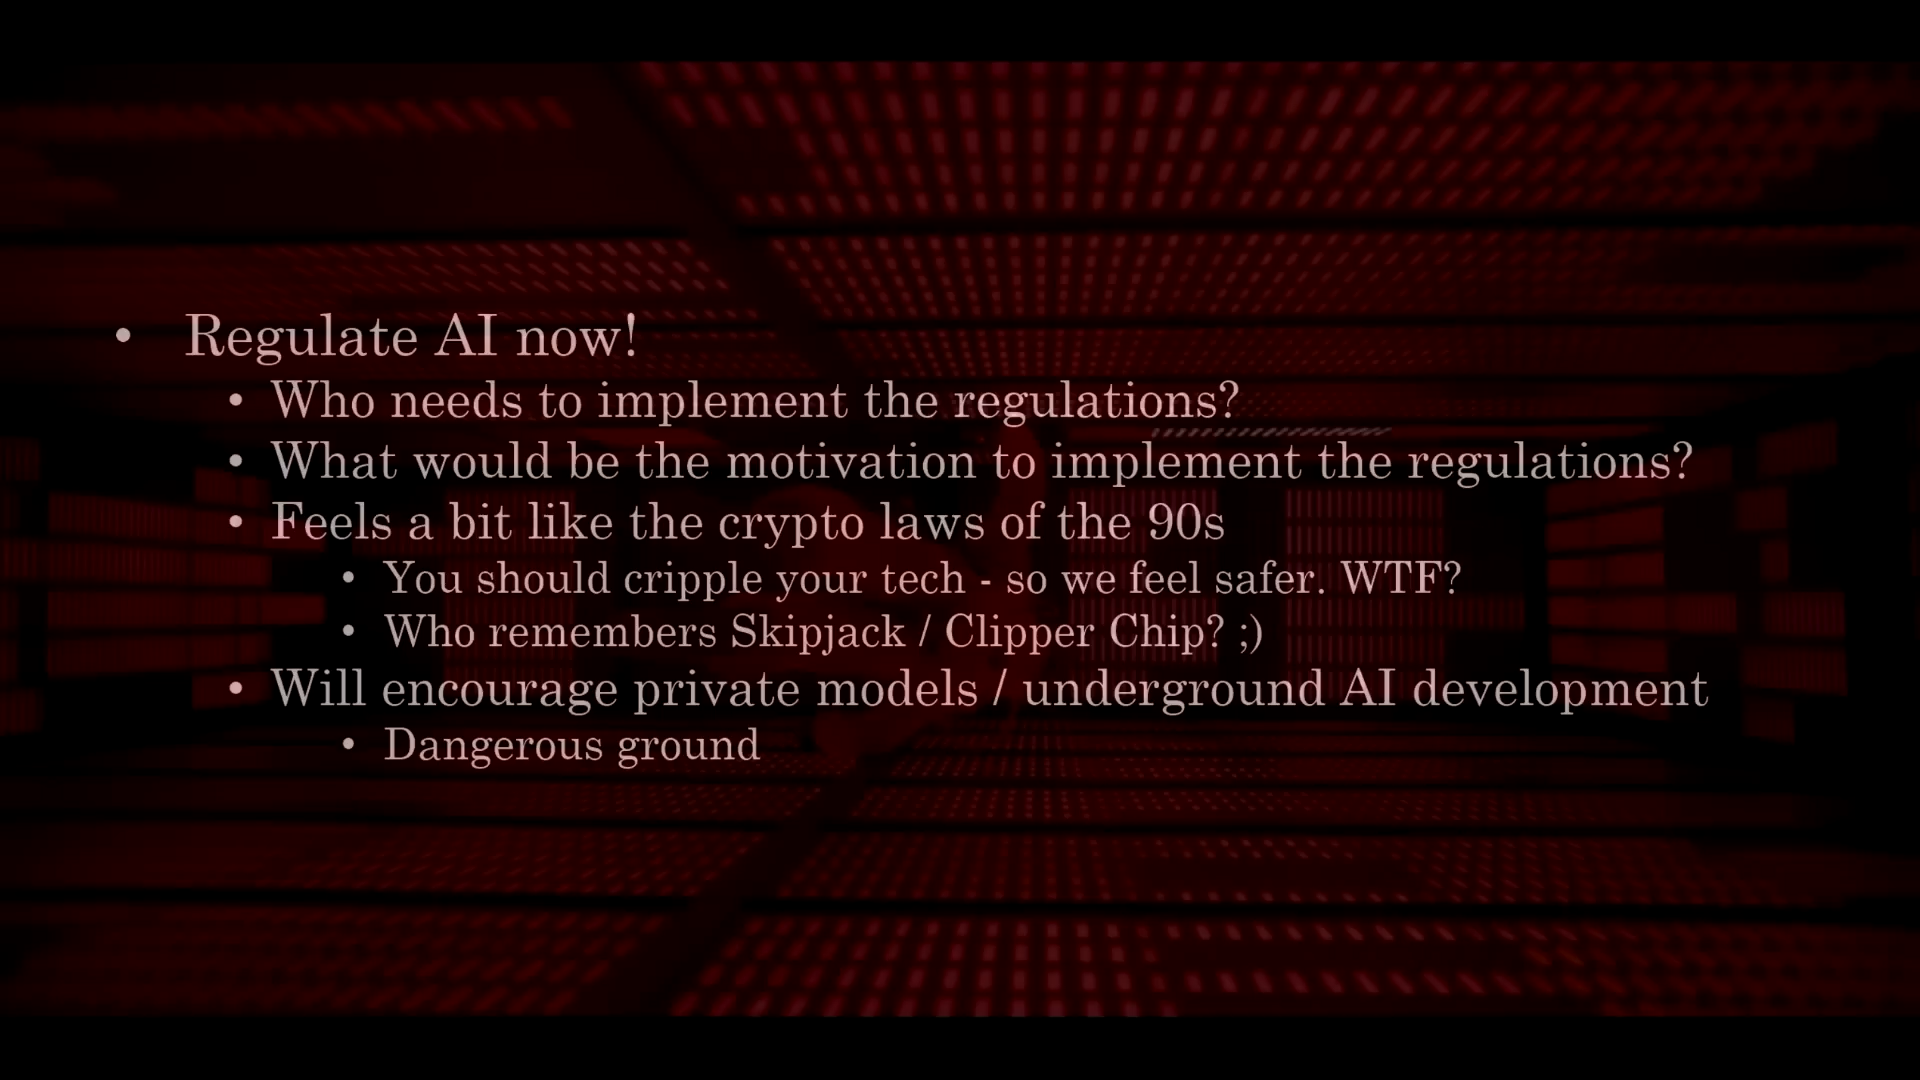 • Regulate AI now!
• Who needs to implement the regulations?
• What would be the motivation to implement the regulations?
• Feels a bit like the crypto laws of the 90s
• You should cripple your tech - so we feel safer. WTF?
• Who remembers Skipjack / Clipper Chip? ;)
• Will encourage private models / underground AI development
• Dangerous ground